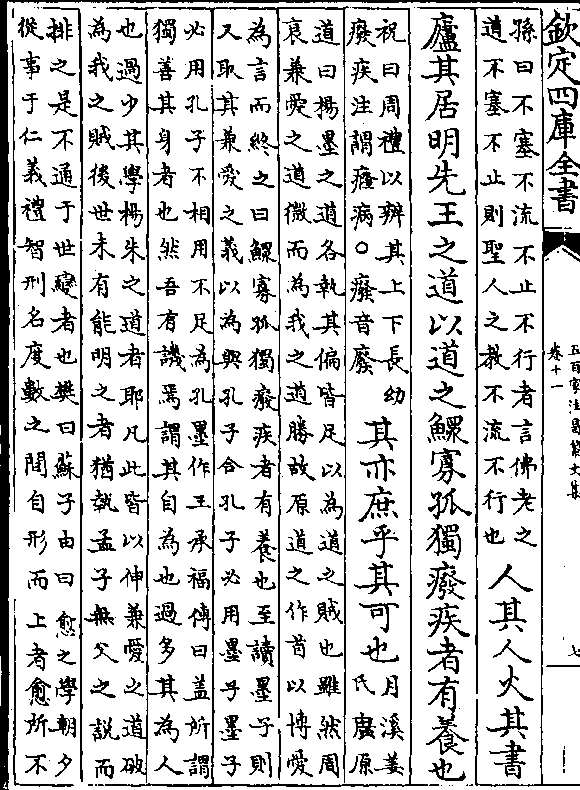 欽定四庫全書
五百家注昌黎文集
卷十一
七
孫曰不塞不流不止不行者言佛老之
道不塞不止則聖人之教不流不行也
人其人火其書
廬其居明先王之道以道之鰥寡孤獨廢疾者有養也
祝曰周禮以辨其上下長幼
癈疾注謂癈病○癈音廢
其亦庶乎其可也
月溪姜
氏原
道曰楊墨之道各執其偏皆足以為道之賊也雖然周
衰兼愛之道微而為我之道勝故原道之作首以博愛
為言而終之曰鰥寡孤獨癈疾者有養也至讀墨子則
又取其兼愛之義以為與孔子合孔子必用墨子墨子
必用孔子不相用不足為孔墨作王承福傳曰盖所謂
獨善其身者也然吾有譏焉謂其自為也過多其為人
也過少其學楊朱之道者耶凡此皆以伸兼愛之道破
為我之賊後世未有能明之者猶執孟子無父之説而
排之是不通于世變者也樊曰蘇子由曰愈之學朝夕
從事于仁義禮智刑名度數之間自形而上者愈所不